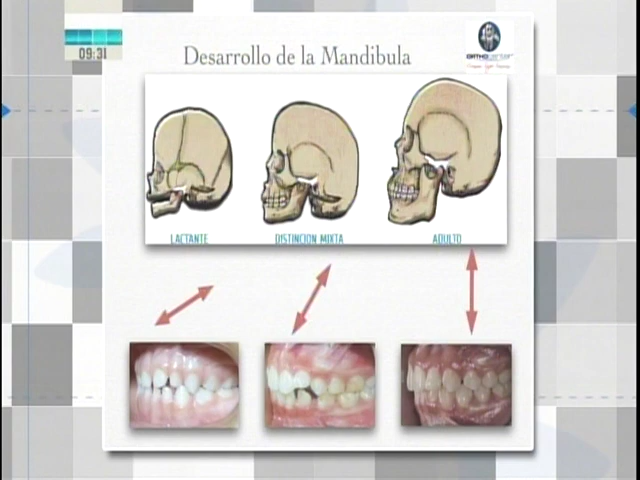 09:31
Desarrollo de la Mandibula
LACTANTE
DISTINCION MIXTA
ADULTO